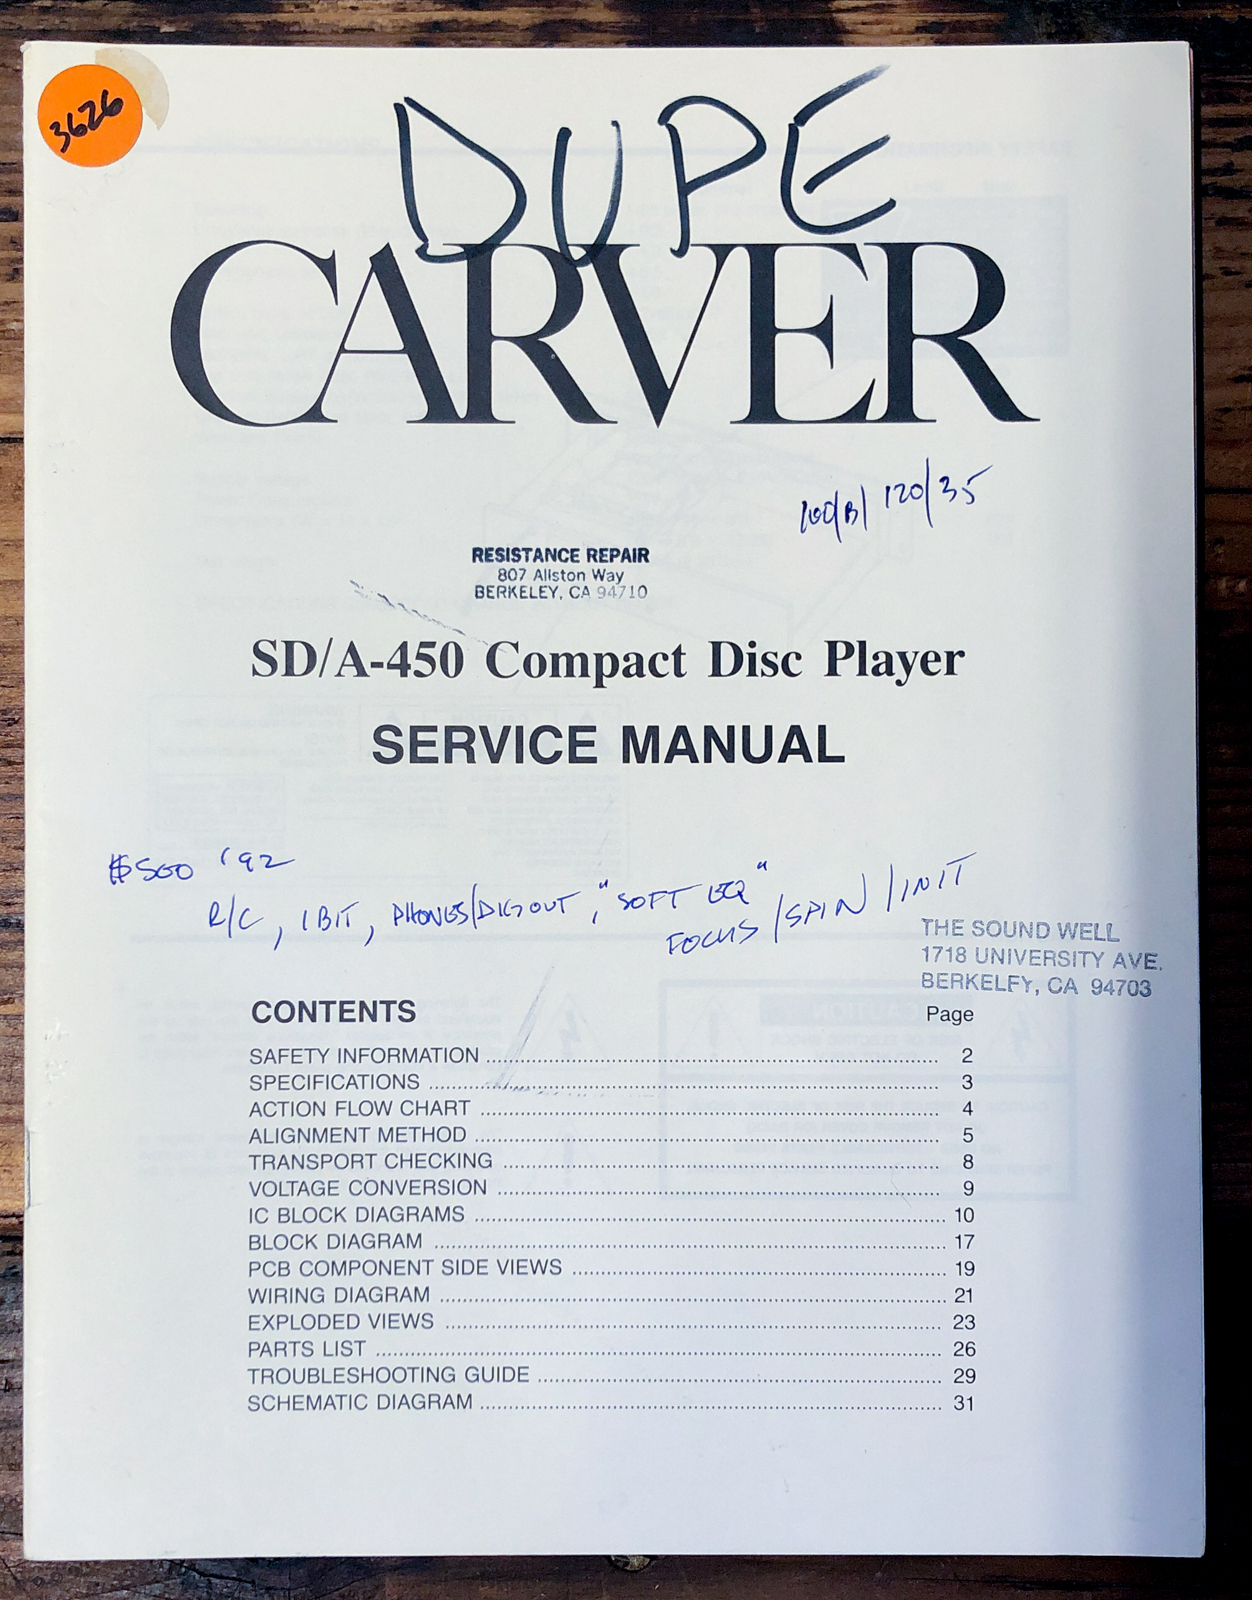 3626
DUPE
CARVER
120/35
RESISTANCE REPAIR
807 Allston Way
BERKELEY, CA 94710
SD/A-450 Compact Disc Player
SERVICE MANUAL
$500 '92
R/C, 1 BIT, PHONES/DIG OUT, "SOFT EQ"
FOCUS/SPIN/INIT
THE SOUND WELL
1718 UNIVERSITY AVE.
BERKELEY, CA 94703
CONTENTS Page
SAFETY INFORMATION 2
SPECIFICATIONS 3
ACTION FLOW CHART 4
ALIGNMENT METHOD 5
TRANSPORT CHECKING 8
VOLTAGE CONVERSION 9
IC BLOCK DIAGRAMS 10
BLOCK DIAGRAM 17
PCB COMPONENT SIDE VIEWS 19
WIRING DIAGRAM 21
EXPLODED VIEWS 23
PARTS LIST 26
TROUBLESHOOTING GUIDE 29
SCHEMATIC DIAGRAM 31